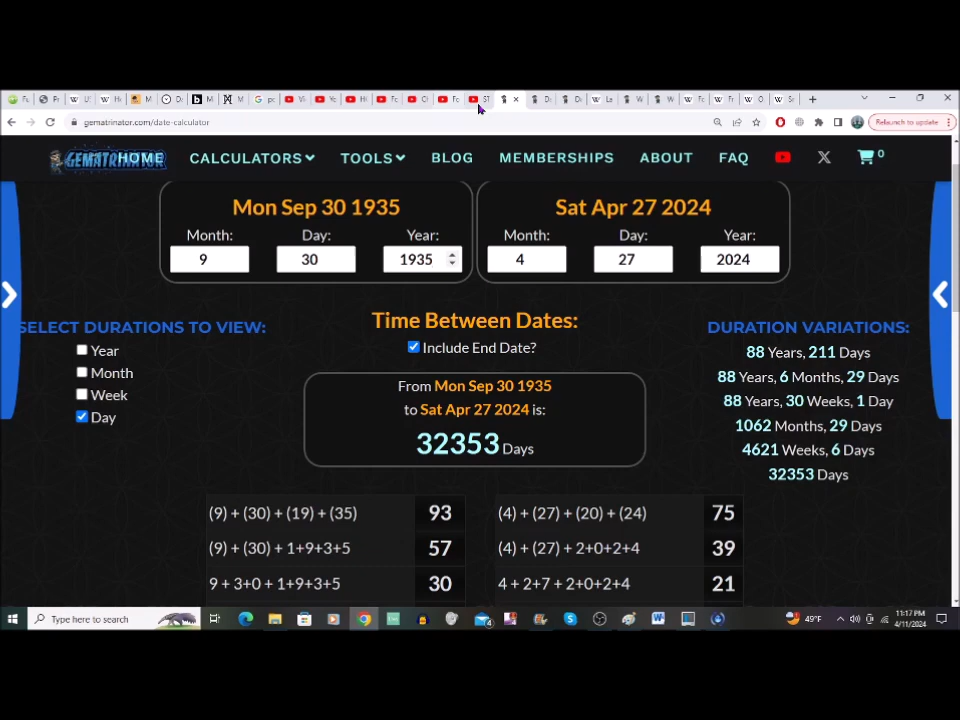 gematrinator.com/date-calculator
Relaunch to update
GEMATRINATOR
HOME
CALCULATORS
TOOLS
BLOG
MEMBERSHIPS
ABOUT
FAQ
X
0
Mon Sep 30 1935
Month: Day: Year:
9 30 1935
Sat Apr 27 2024
Month: Day: Year:
4 27 2024
SELECT DURATIONS TO VIEW:
Year
Month
Week
Day
Time Between Dates:
Include End Date?
From Mon Sep 30 1935
to Sat Apr 27 2024 is:
32353 Days
DURATION VARIATIONS:
88 Years, 211 Days
88 Years, 6 Months, 29 Days
88 Years, 30 Weeks, 1 Day
1062 Months, 29 Days
4621 Weeks, 6 Days
32353 Days
(9) + (30) + (19) + (35) 93
(9) + (30) + 1+9+3+5 57
9 + 3+0 + 1+9+3+5 30
(4) + (27) + (20) + (24) 75
(4) + (27) + 2+0+2+4 39
4 + 2+7 + 2+0+2+4 21
Type here to search
49°F
11:17 PM
4/11/2024